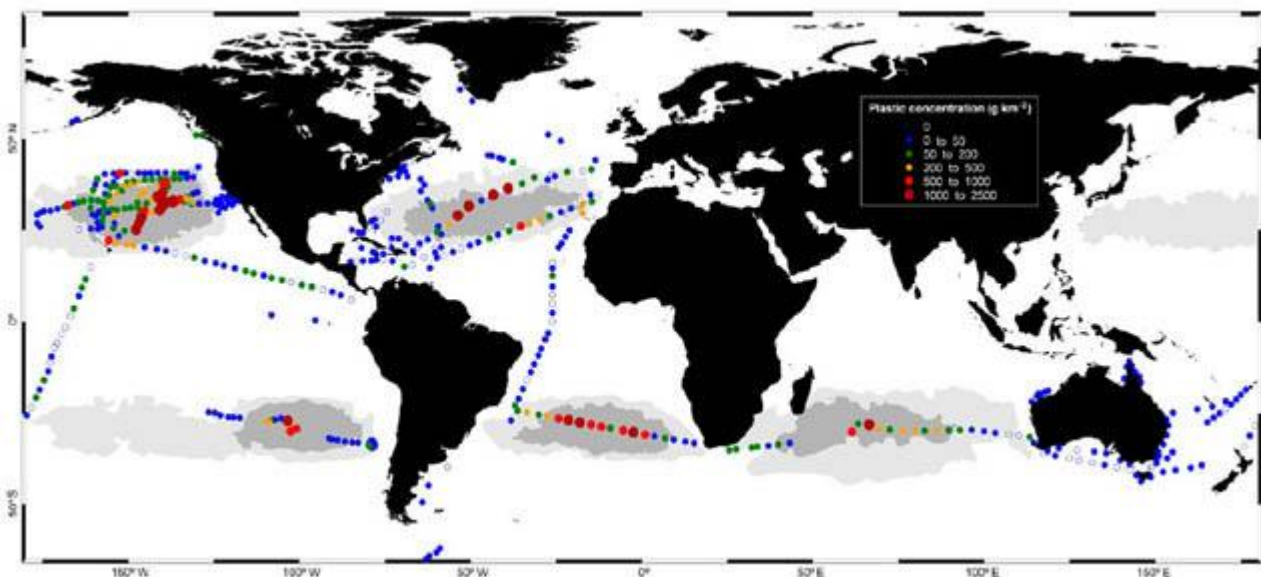 Plastic concentration (g km⁻²)
0
0 to 50
50 to 200
200 to 500
500 to 1000
1000 to 2500
50° N
0°
50° S
150° W
100° W
50° W
0°
50° E
100° E
150° E